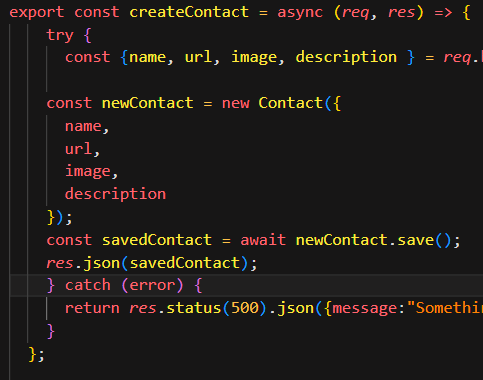 export const createContact = async (req, res) => {
try {
const {name, url, image, description } = req.
const newContact = new Contact({
name,
url,
image,
description
});
const savedContact = await newContact.save();
res.json(savedContact);
} catch (error) {
return res.status(500).json({message:"Somethi
}
};